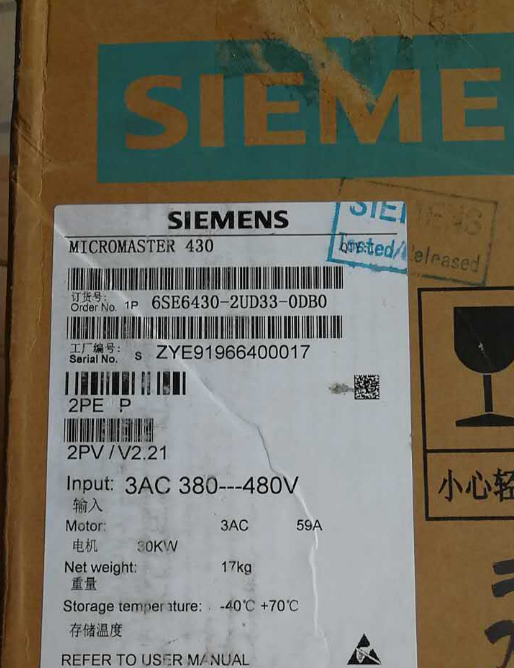 SIEME
SIEMENS
MICROMASTER 430
SIEMENS
Tested/Released
订货号:
Order No. 1P 6SE6430-2UD33-0DB0
工厂编号:
Serial No. S ZYE91966400017
2PE P
2PV / V2.21
Input: 3AC 380---480V
输入
Motor: 3AC 59A
电机 30KW
Net weight: 17kg
重量
Storage temperature: -40℃ +70℃
存储温度
REFER TO USER MANUAL
小心轻